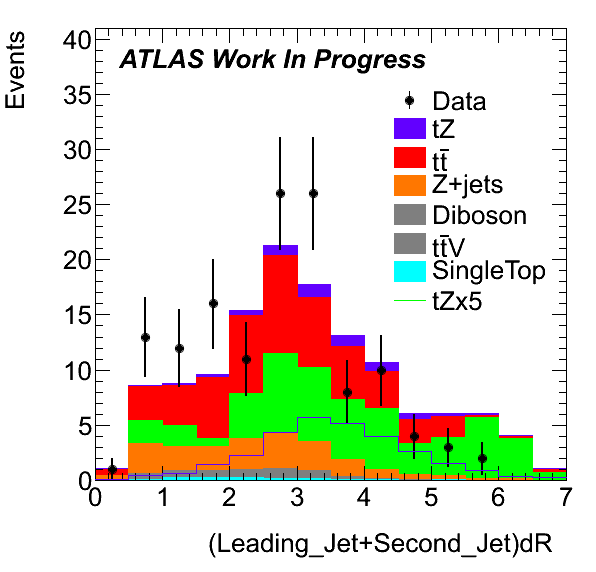 Events
40
35
30
25
20
15
10
5
0
ATLAS Work In Progress
Data
tZ
tt̄
Z+jets
Diboson
tt̄V
SingleTop
tZx5
0 1 2 3 4 5 6 7
(Leading_Jet+Second_Jet)dR